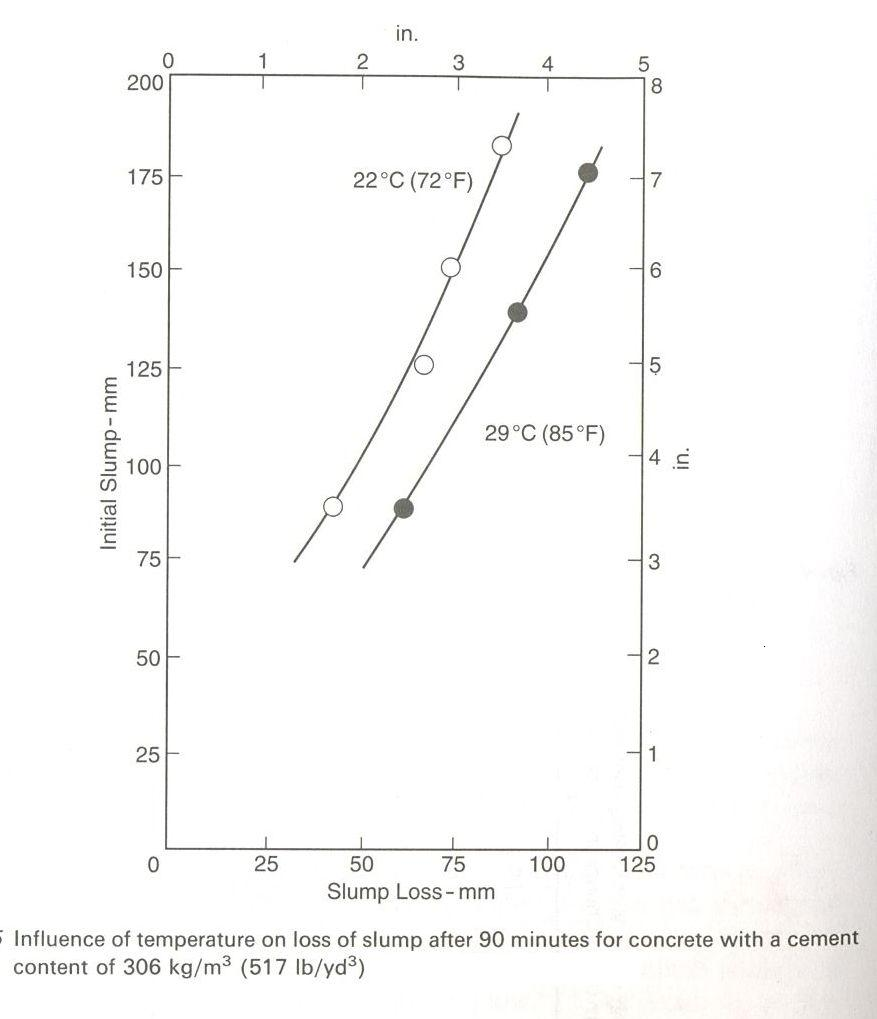 in.
0 1 2 3 4 5
200 8
22°C (72°F)
175 7
150 6
125 5
29°C (85°F)
100 4
Initial Slump-mm
in.
75 3
50 2
25 1
0
0 25 50 75 100 125
Slump Loss-mm
5 Influence of temperature on loss of slump after 90 minutes for concrete with a cement
content of 306 kg/m³ (517 lb/yd³)